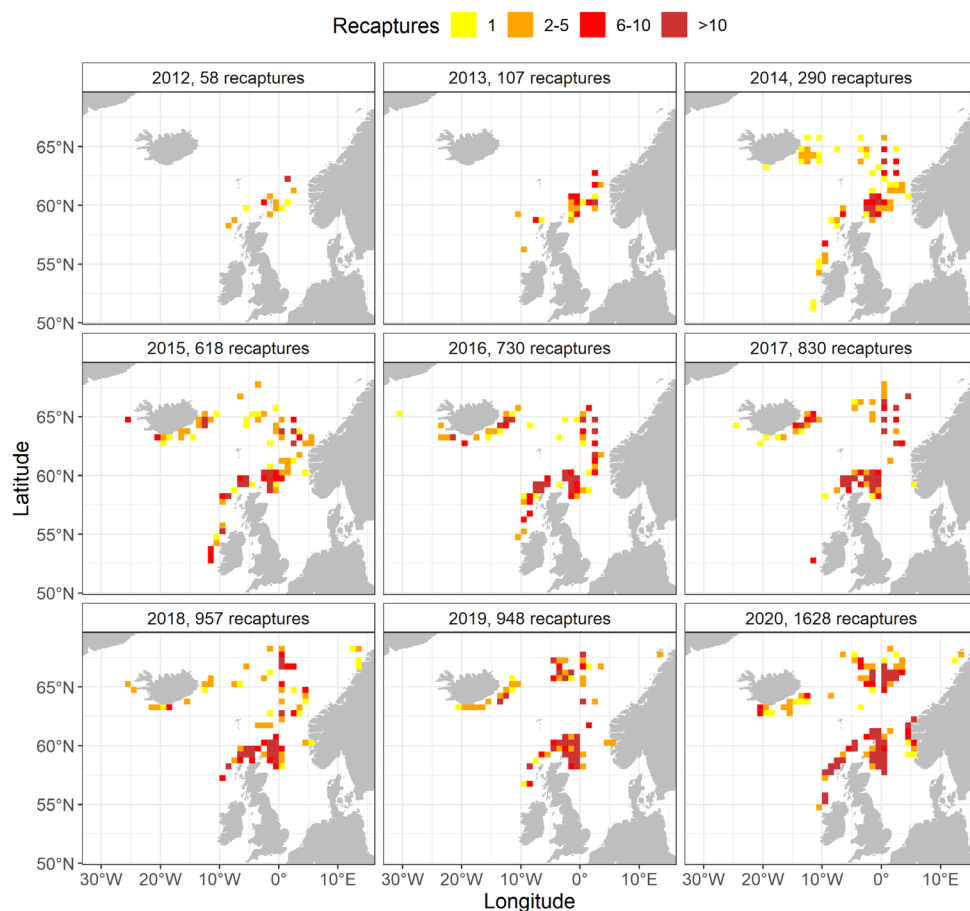 Recaptures 1 2-5 6-10 >10
2012, 58 recaptures 2013, 107 recaptures 2014, 290 recaptures
65°N
60°N
55°N
50°N
2015, 618 recaptures 2016, 730 recaptures 2017, 830 recaptures
65°N
60°N
55°N
50°N
Latitude
2018, 957 recaptures 2019, 948 recaptures 2020, 1628 recaptures
65°N
60°N
55°N
50°N
30°W 20°W 10°W 0° 10°E 30°W 20°W 10°W 0° 10°E 30°W 20°W 10°W 0° 10°E
Longitude